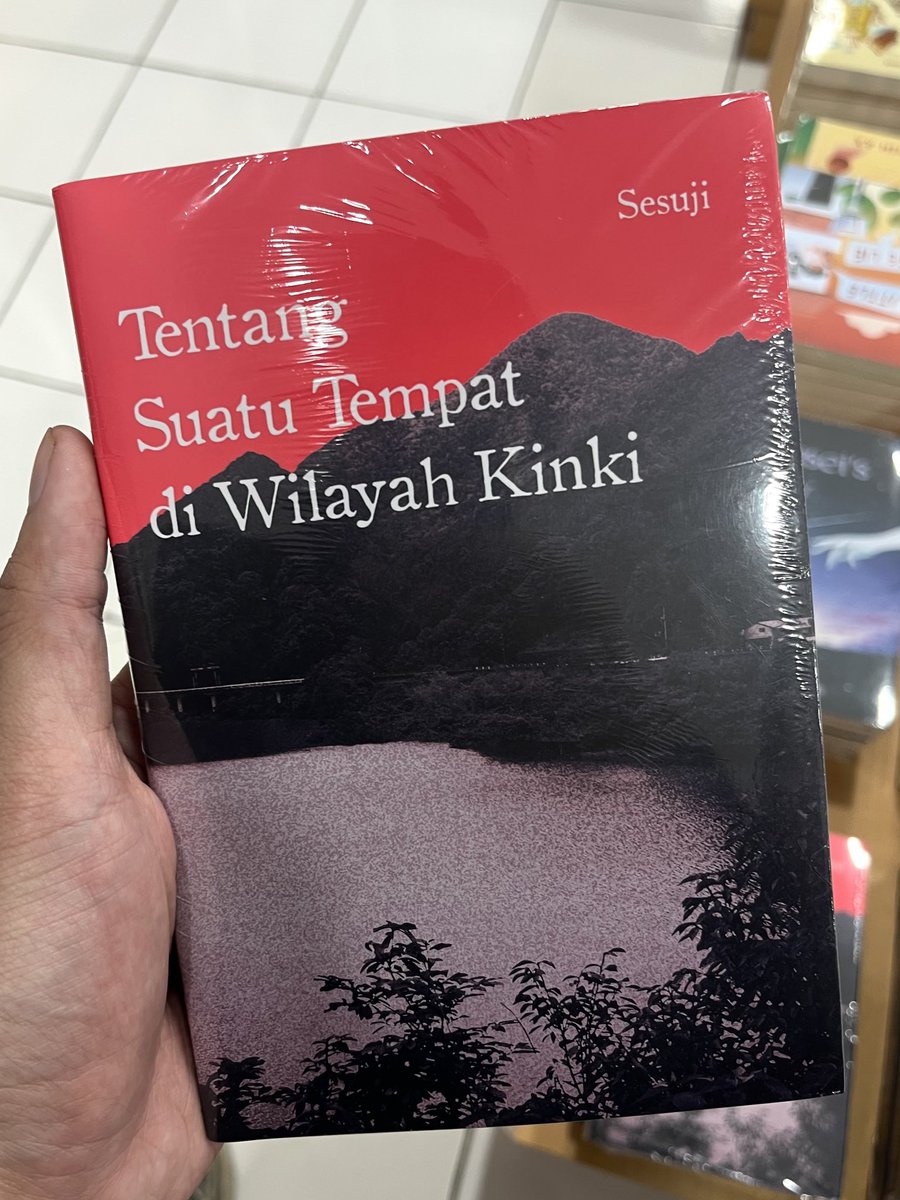 Sesuji
Tentang
Suatu Tempat
di Wilayah Kinki